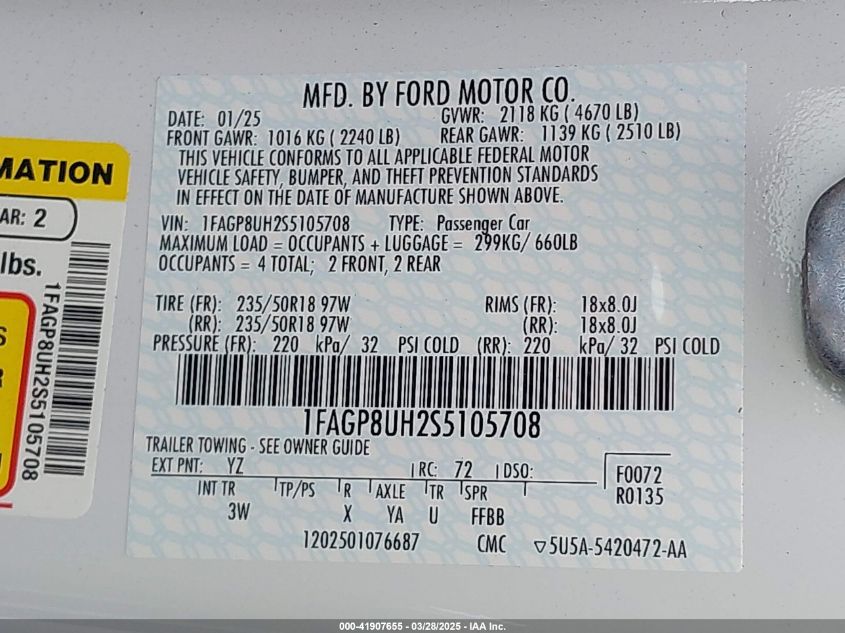 MFD. BY FORD MOTOR CO.
DATE: 01/25 GVWR: 2118 KG ( 4670 LB)
FRONT GAWR: 1016 KG ( 2240 LB) REAR GAWR: 1139 KG ( 2510 LB)
THIS VEHICLE CONFORMS TO ALL APPLICABLE FEDERAL MOTOR
VEHICLE SAFETY, BUMPER, AND THEFT PREVENTION STANDARDS
IN EFFECT ON THE DATE OF MANUFACTURE SHOWN ABOVE.
VIN: 1FAGP8UH2S5105708 TYPE: Passenger Car
MAXIMUM LOAD = OCCUPANTS + LUGGAGE = 299KG/ 660LB
OCCUPANTS = 4 TOTAL; 2 FRONT, 2 REAR
TIRE (FR): 235/50R18 97W RIMS (FR): 18x8.0J
(RR): 235/50R18 97W (RR): 18x8.0J
PRESSURE (FR): 220 kPa/ 32 PSI COLD (RR): 220 kPa/ 32 PSI COLD
1FAGP8UH2S5105708
TRAILER TOWING - SEE OWNER GUIDE
EXT PNT: YZ RC: 72 DSO: F0072
R0135
INT TR TP/PS R AXLE TR SPR
3W X YA U FFBB
1202501076687 CMC ▽5U5A-5420472-AA
MATION
AR: 2
lbs.
1FAGP8UH2S5105708
S
R
000-41907655 - 03/28/2025 - IAA Inc.